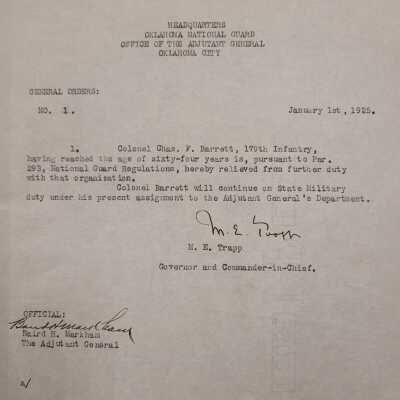 HEADQUARTERS
OKLAHOMA NATIONAL GUARD
OFFICE OF THE ADJUTANT GENERAL
OKLAHOMA CITY
GENERAL ORDERS:
NO. 1. January 1st, 1925.
1. Colonel Chas. F. Barrett, 179th Infantry,
having reached the age of sixty-four years is, pursuant to Par.
293, National Guard Regulations, hereby relieved from further duty
with that organization.
Colonel Barrett will continue on State Military
duty under his present assignment to the Adjutant General's Department.
M. E. Trapp
M. E. Trapp
Governor and Commander-in-Chief.
OFFICIAL:
Baird H Markham
Baird H. Markham
The Adjutant General
a/